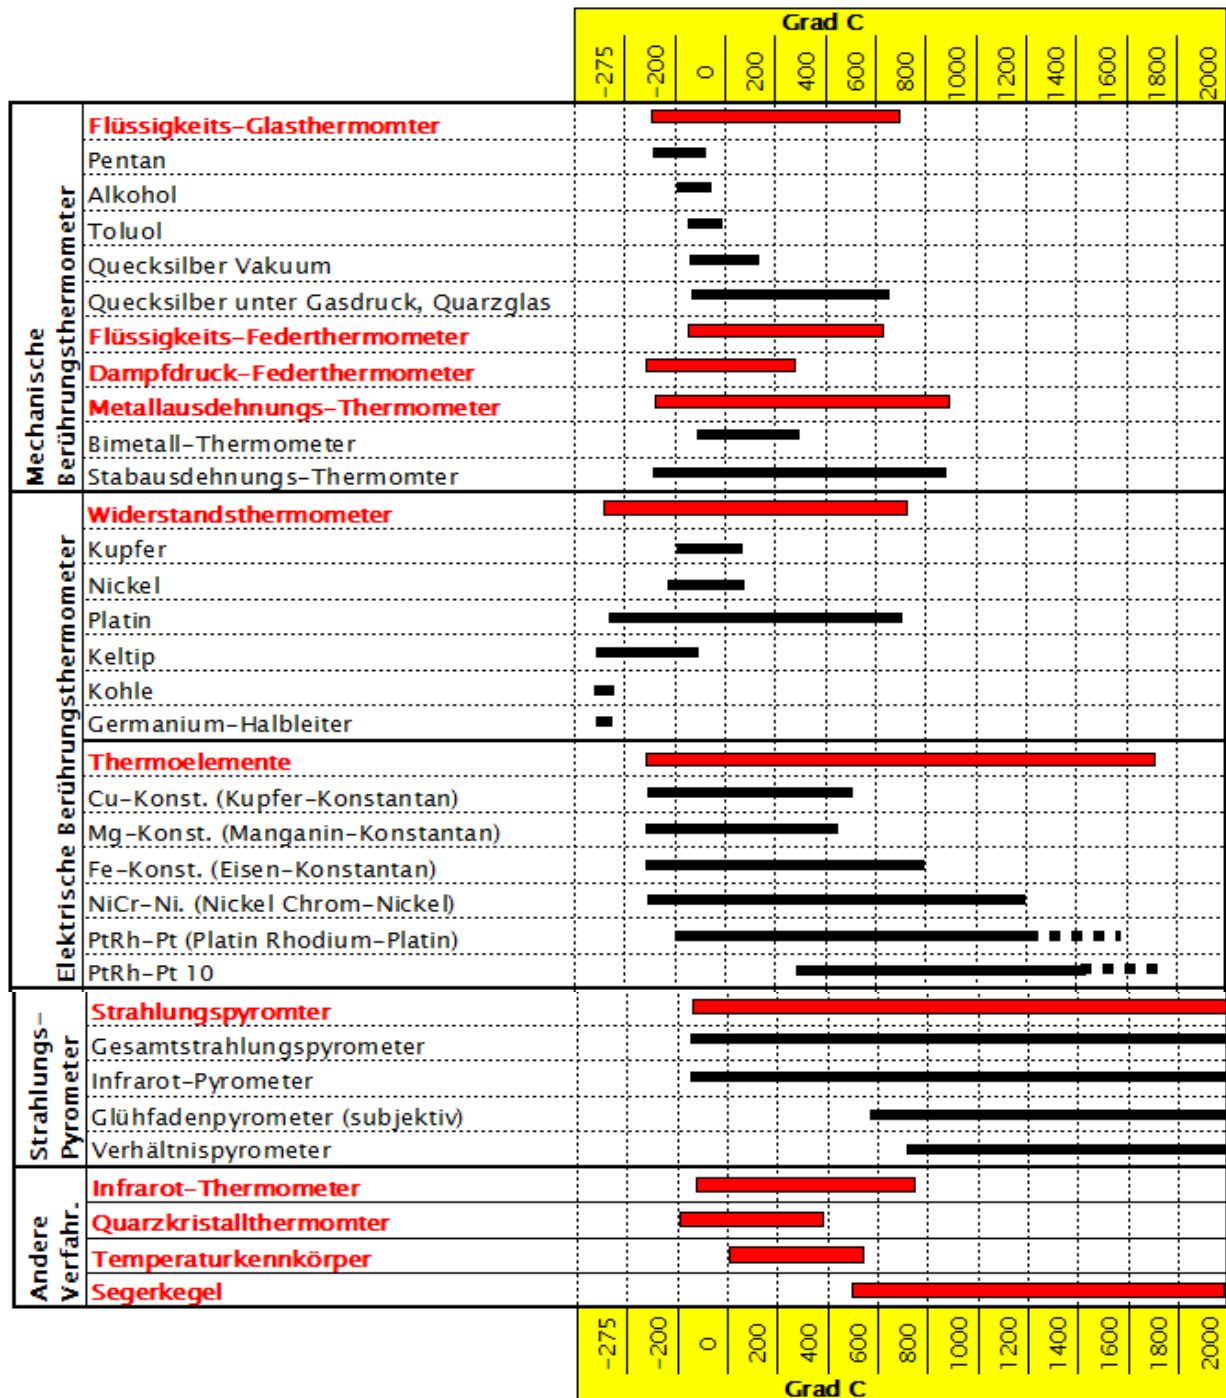 Grad C
-275 -200 0 200 400 600 800 1000 1200 1400 1600 1800 2000
Mechanische
Berührungsthermometer
Flüssigkeits-Glasthermomter
Pentan
Alkohol
Toluol
Quecksilber Vakuum
Quecksilber unter Gasdruck, Quarzglas
Flüssigkeits-Federthermometer
Dampfdruck-Federthermometer
Metallausdehnungs-Thermometer
Bimetall-Thermometer
Stabausdehnungs-Thermomter
Elektrische Berührungsthermometer
Widerstandsthermometer
Kupfer
Nickel
Platin
Keltip
Kohle
Germanium-Halbleiter
Thermoelemente
Cu-Konst. (Kupfer-Konstantan)
Mg-Konst. (Manganin-Konstantan)
Fe-Konst. (Eisen-Konstantan)
NiCr-Ni. (Nickel Chrom-Nickel)
PtRh-Pt (Platin Rhodium-Platin)
PtRh-Pt 10
Strahlungs-
Pyrometer
Strahlungspyromter
Gesamtstrahlungspyrometer
Infrarot-Pyrometer
Glühfadenpyrometer (subjektiv)
Verhältnispyrometer
Andere
Verfahr.
Infrarot-Thermometer
Quarzkristallthermomter
Temperaturkennkörper
Segerkegel
-275 -200 0 200 400 600 800 1000 1200 1400 1600 1800 2000
Grad C